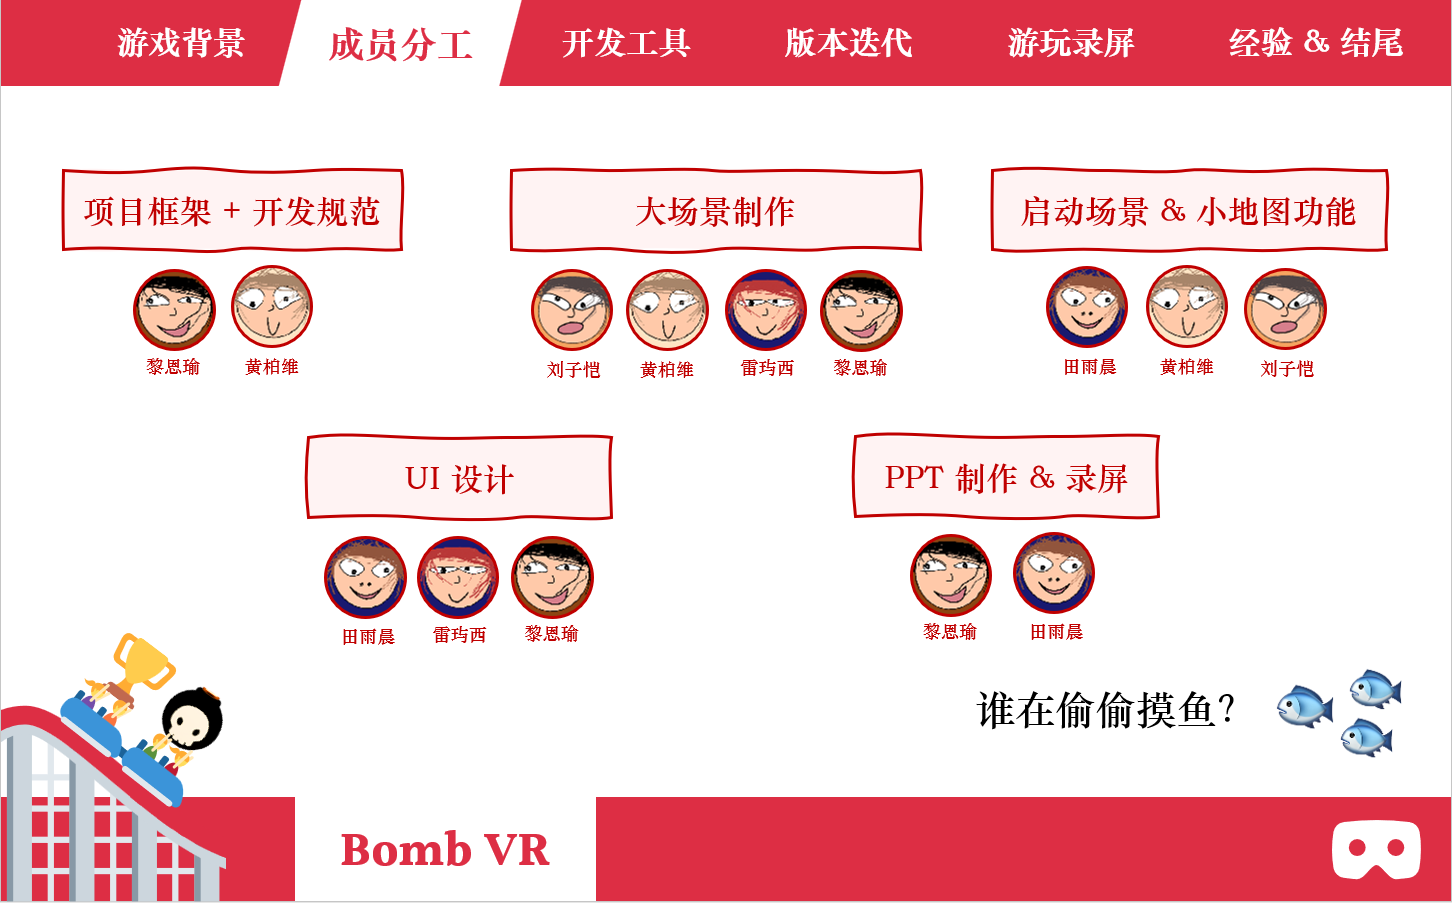 游戏背景
成员分工
开发工具
版本迭代
游玩录屏
经验 & 结尾
项目框架 + 开发规范
黎恩瑜
黄柏维
大场景制作
刘子恺
黄柏维
雷玙西
黎恩瑜
启动场景 & 小地图功能
田雨晨
黄柏维
刘子恺
UI 设计
田雨晨
雷玙西
黎恩瑜
PPT 制作 & 录屏
黎恩瑜
田雨晨
谁在偷偷摸鱼？
Bomb VR